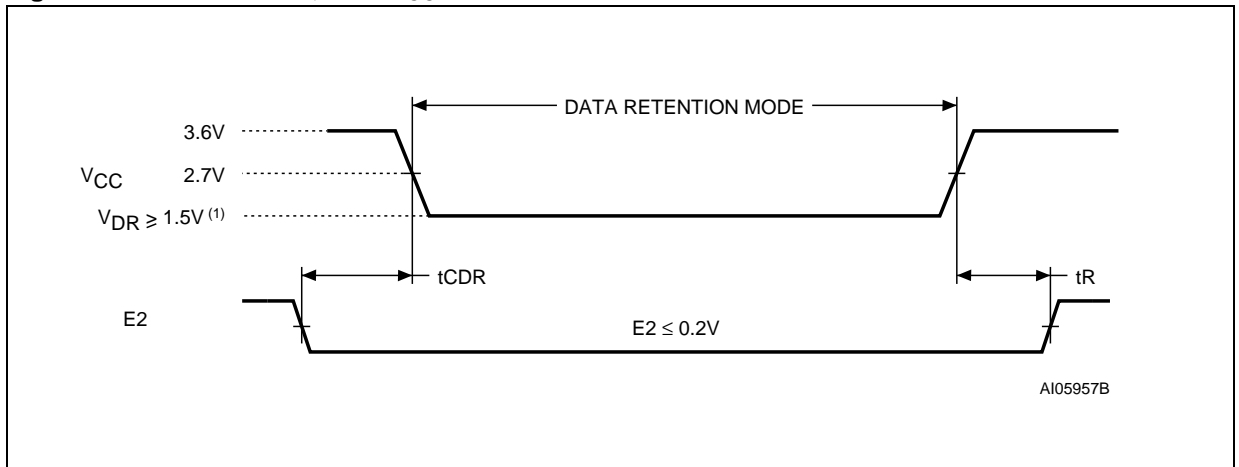 DATA RETENTION MODE
3.6V
VCC 2.7V
VDR ≥ 1.5V (1)
tCDR tR
E2 E2 ≤ 0.2V
AI05957B